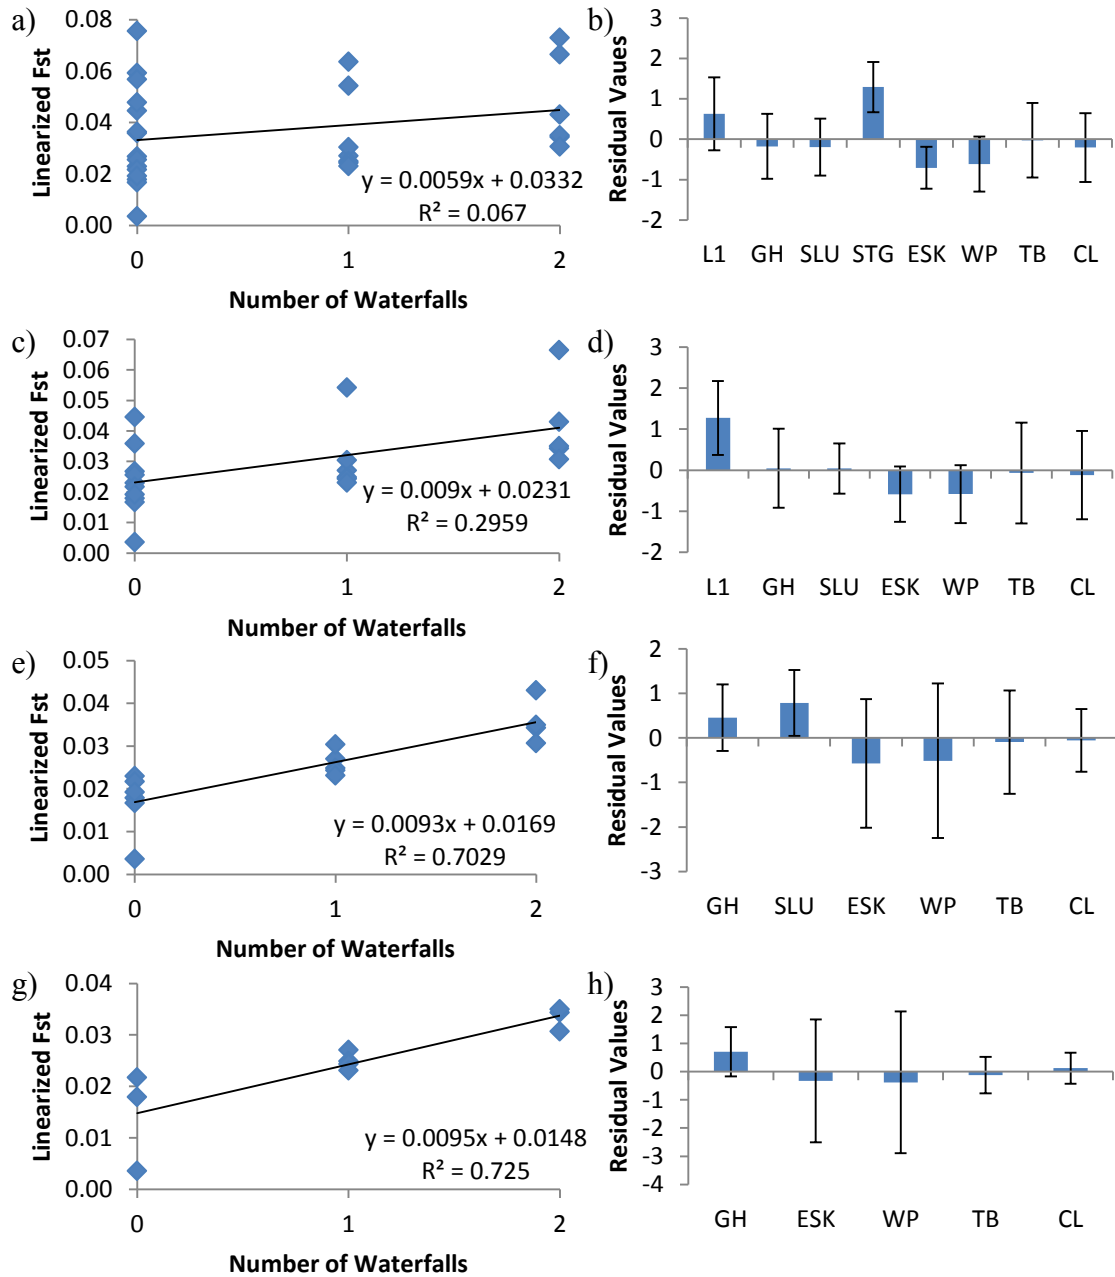 a)
Linearized Fst
0.08
0.06
0.04
0.02
0.00
y = 0.0059x + 0.0332
R² = 0.067
0 1 2
Number of Waterfalls
b)
Residual Vaues
3
2
1
0
-1
-2
L1 GH SLU STG ESK WP TB CL
c)
Linearized Fst
0.07
0.06
0.05
0.04
0.03
0.02
0.01
0.00
y = 0.009x + 0.0231
R² = 0.2959
0 1 2
Number of Waterfalls
d)
Residual Values
3
2
1
0
-1
-2
L1 GH SLU ESK WP TB CL
e)
Linearized Fst
0.05
0.04
0.03
0.02
0.01
0.00
y = 0.0093x + 0.0169
R² = 0.7029
0 1 2
Number of Waterfalls
f)
Residual Values
2
1
0
-1
-2
-3
GH SLU ESK WP TB CL
g)
Linearized Fst
0.04
0.03
0.02
0.01
0.00
y = 0.0095x + 0.0148
R² = 0.725
0 1 2
Number of Waterfalls
h)
Residual Values
3
2
1
0
-1
-2
-3
-4
GH ESK WP TB CL